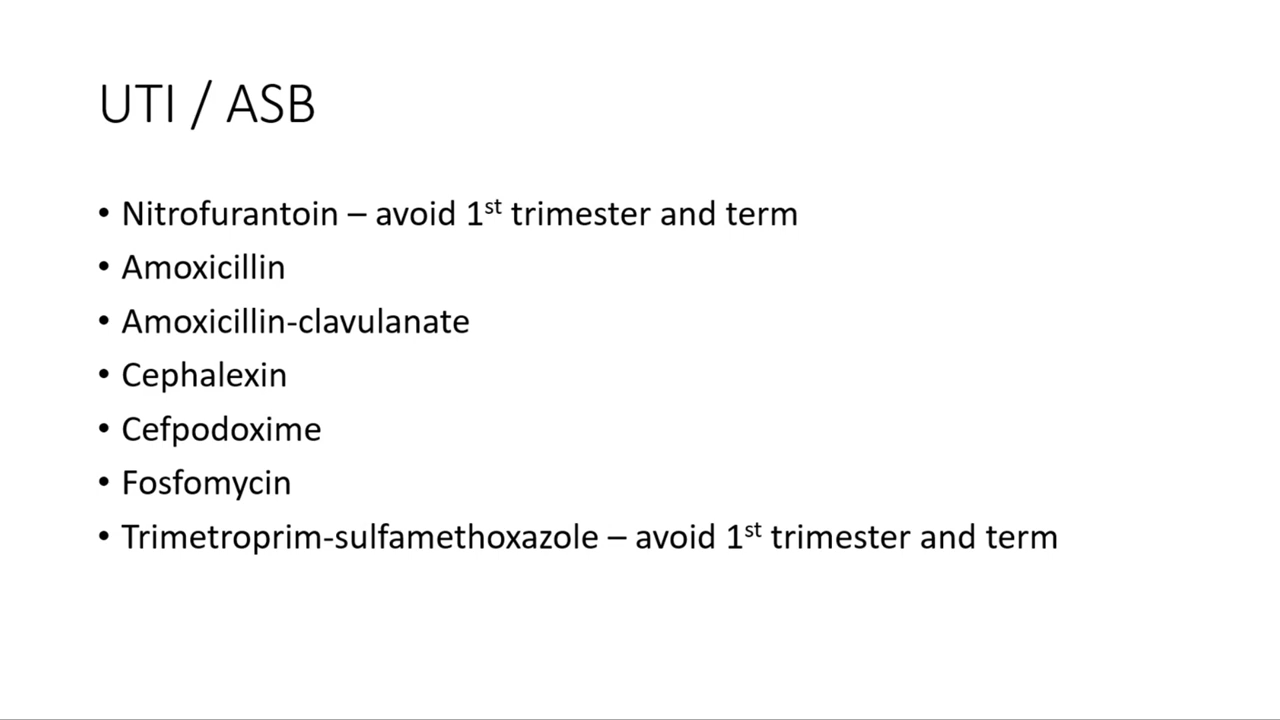 UTI / ASB
• Nitrofurantoin – avoid 1st trimester and term
• Amoxicillin
• Amoxicillin-clavulanate
• Cephalexin
• Cefpodoxime
• Fosfomycin
• Trimetroprim-sulfamethoxazole – avoid 1st trimester and term